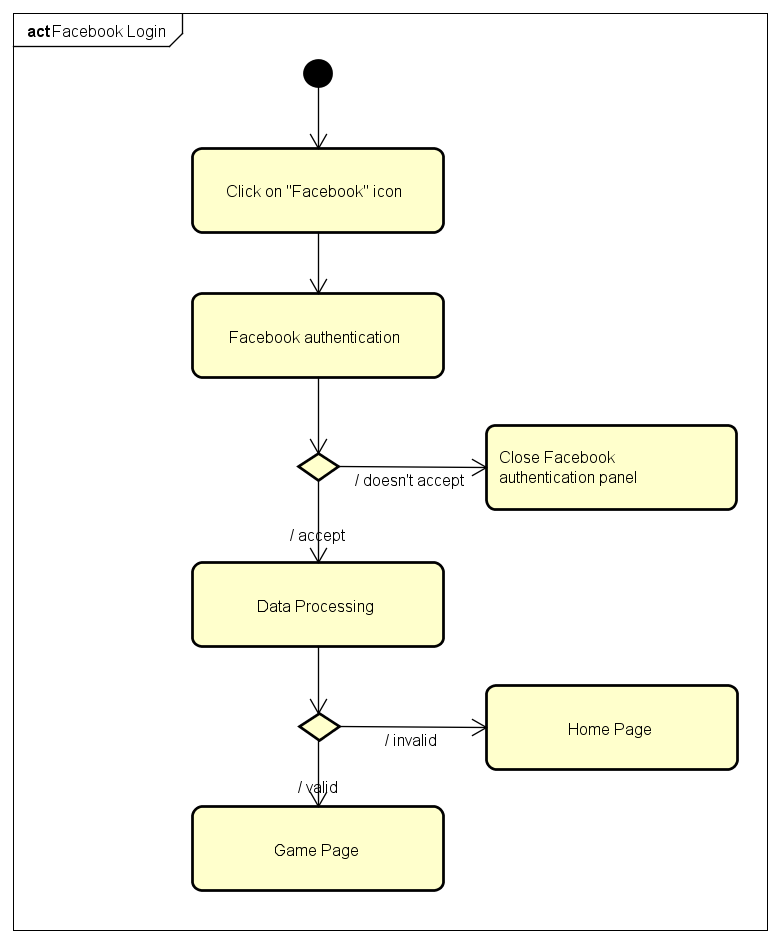 act Facebook Login
Click on "Facebook" icon
Facebook authentication
Close Facebook
authentication panel
/ doesn't accept
/ accept
Data Processing
Home Page
/ invalid
/ valid
Game Page